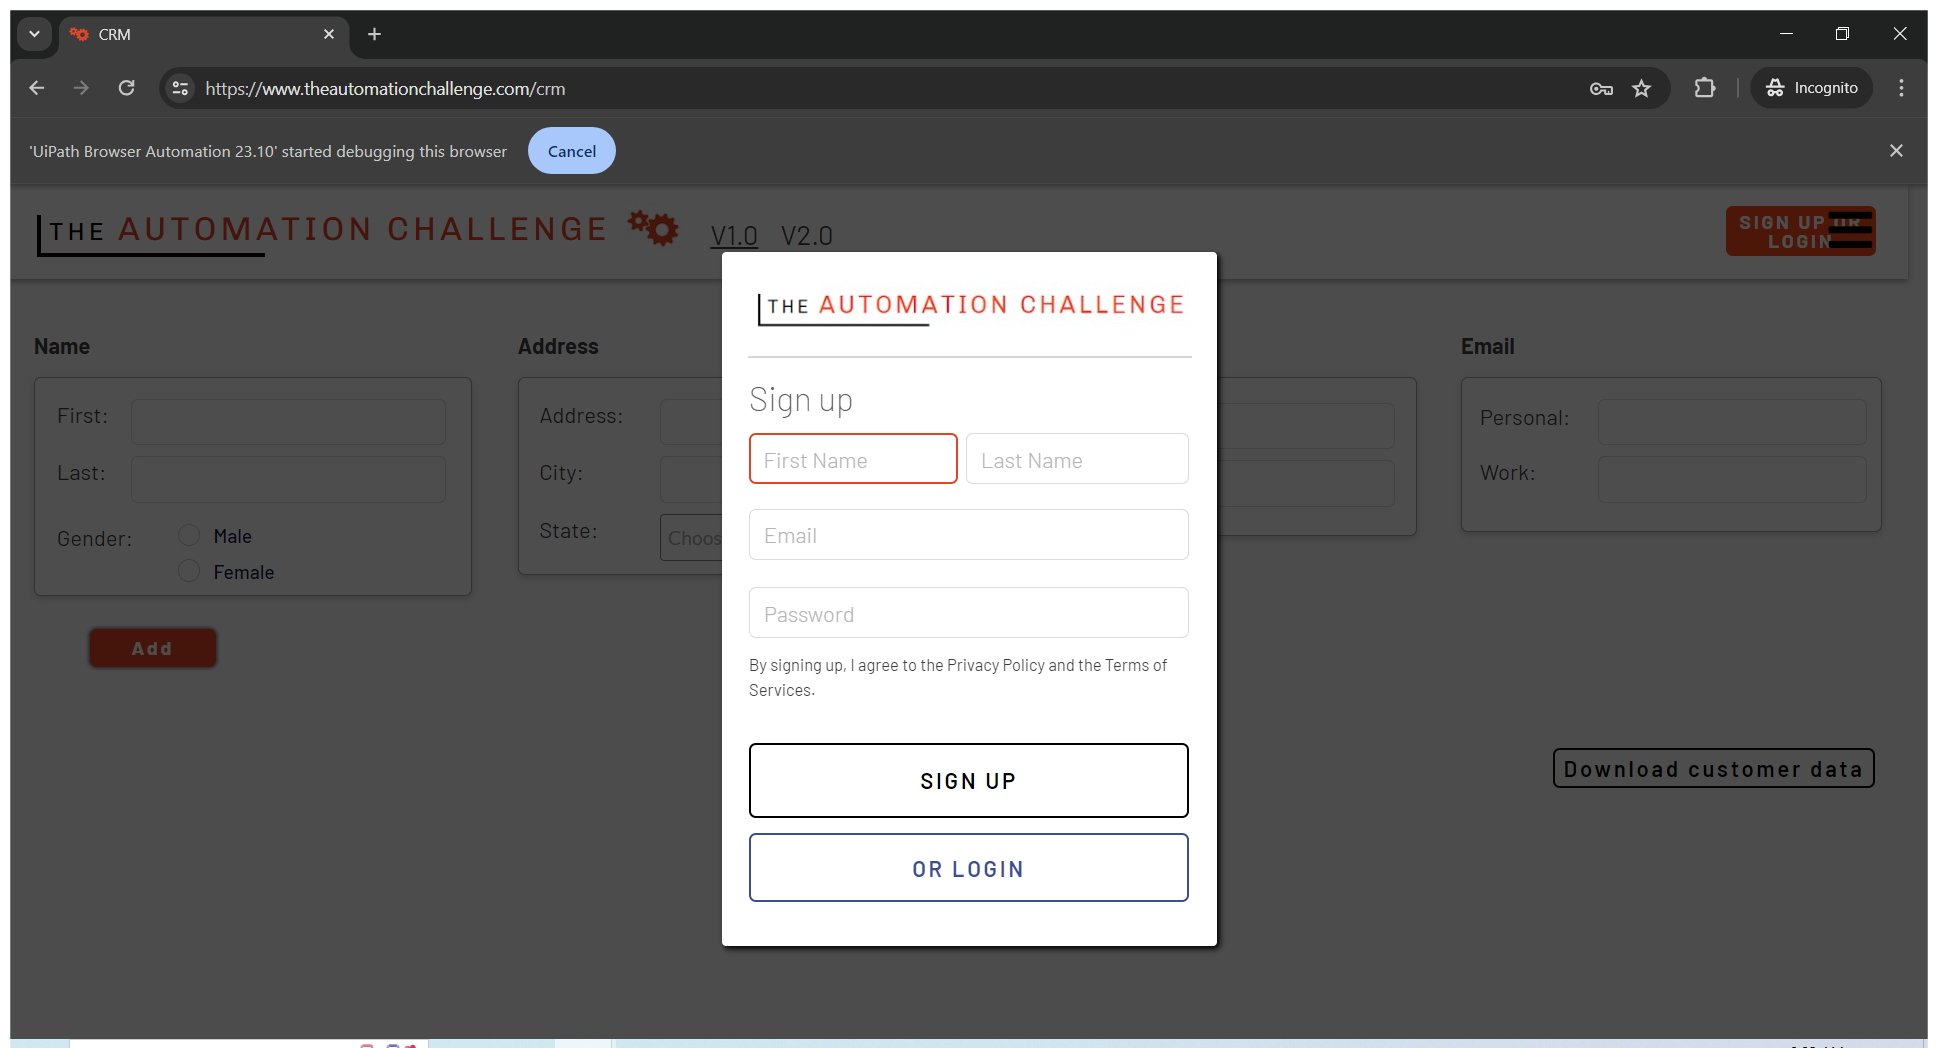 CRM
https://www.theautomationchallenge.com/crm
Incognito
'UiPath Browser Automation 23.10' started debugging this browser
Cancel
THE AUTOMATION CHALLENGE
V1.0
V2.0
SIGN UP OR
LOGIN
THE AUTOMATION CHALLENGE
Sign up
First Name
Last Name
Email
Password
By signing up, I agree to the Privacy Policy and the Terms of
Services.
SIGN UP
OR LOGIN
Name
First:
Last:
Gender:
Male
Female
Add
Address
Address:
City:
State:
Choos
Email
Personal:
Work:
Download customer data